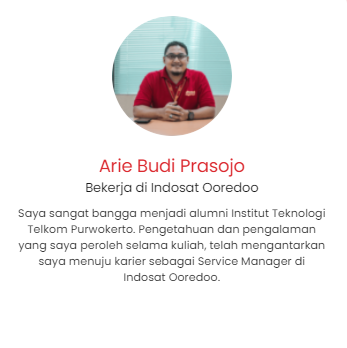 Arie Budi Prasojo
Bekerja di Indosat Ooredoo
Saya sangat bangga menjadi alumni Institut Teknologi
Telkom Purwokerto. Pengetahuan dan pengalaman
yang saya peroleh selama kuliah, telah mengantarkan
saya menuju karier sebagai Service Manager di
Indosat Ooredoo.